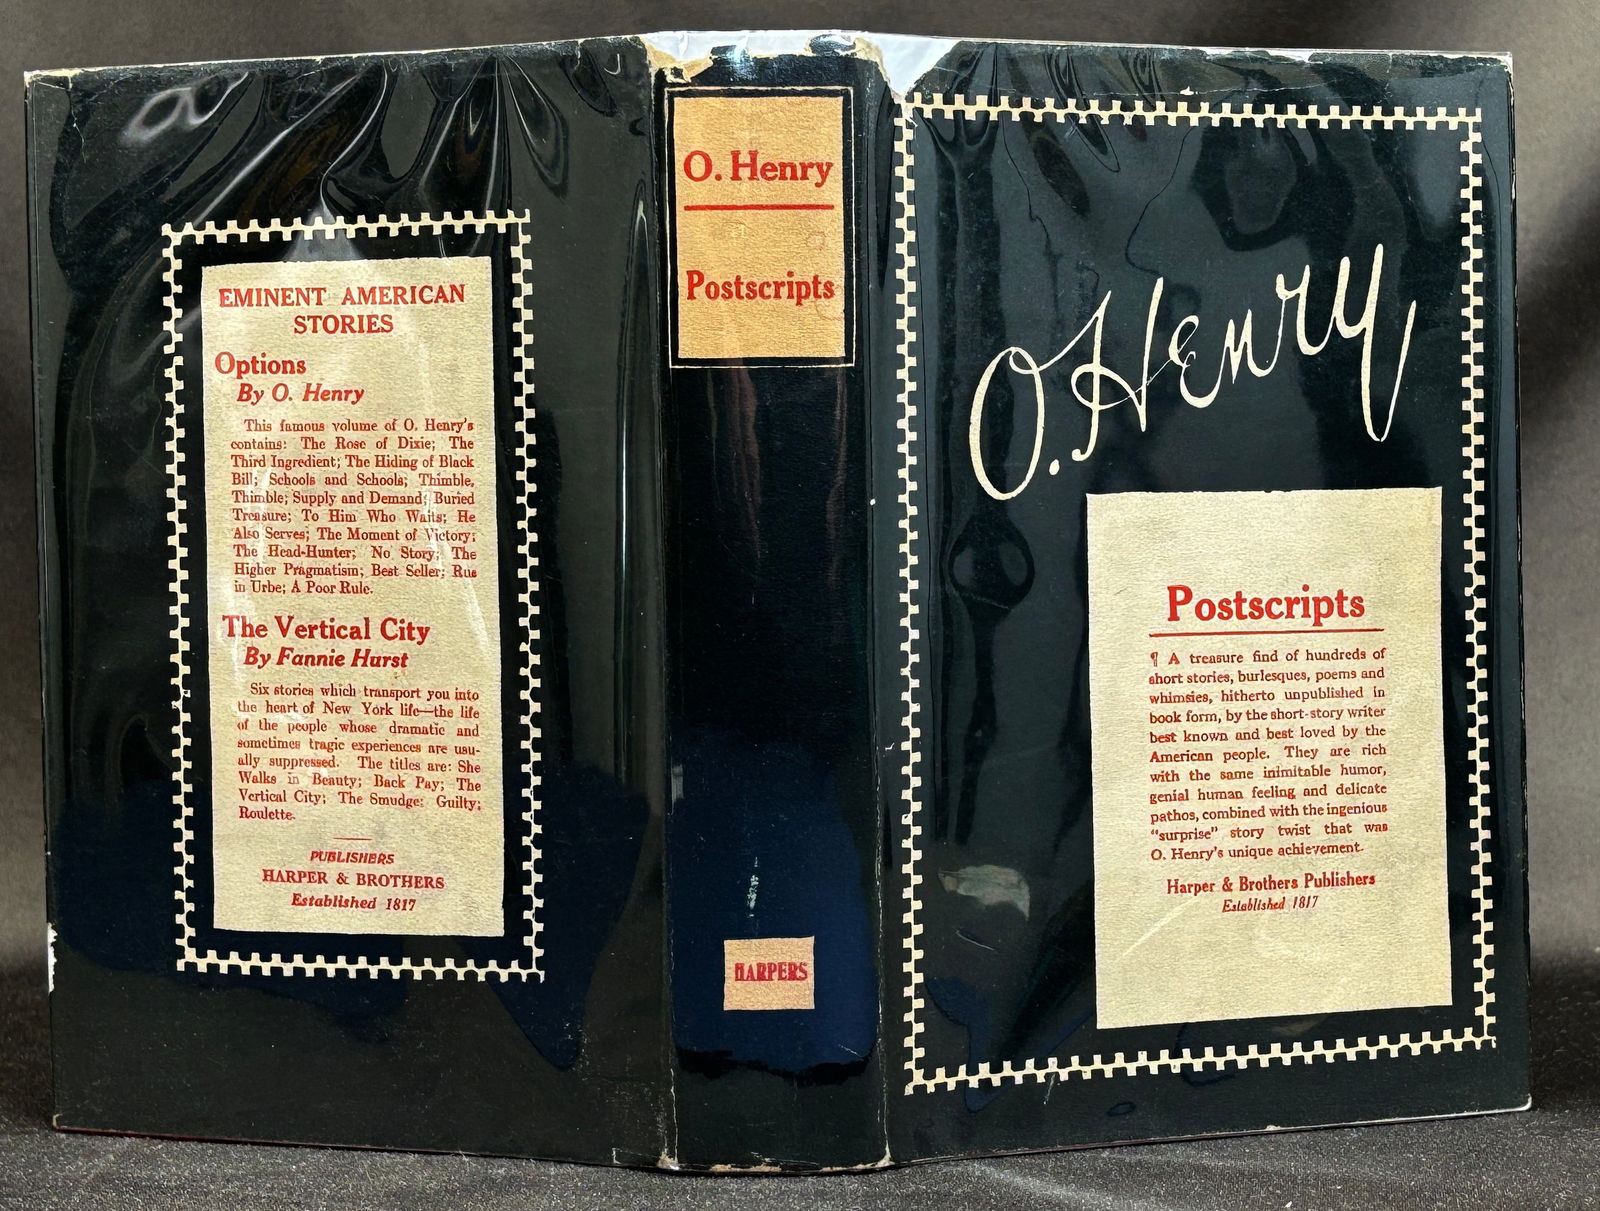 EMINENT AMERICAN
STORIES
Options
By O. Henry
This famous volume of O. Henry's
contains: The Rose of Dixie; The
Third Ingredient; The Hiding of Black
Bill; Schools and Schools; Thimble,
Thimble; Supply and Demand; Buried
Treasure; To Him Who Waits; He
Also Serves; The Moment of Victory;
The Head-Hunter; No Story; The
Higher Pragmatism; Best Seller; Rus
in Urbe; A Poor Rule.
The Vertical City
By Fannie Hurst
Six stories which transport you into
the heart of New York life—the life
of the people whose dramatic and
sometimes tragic experiences are usu-
ally suppressed. The titles are: She
Walks in Beauty; Back Pay; The
Vertical City; The Smudge; Guilty;
Roulette.
PUBLISHERS
HARPER & BROTHERS
Established 1817
O. Henry
Postscripts
HARPERS
O. Henry
Postscripts
¶ A treasure find of hundreds of
short stories, burlesques, poems and
whimsies, hitherto unpublished in
book form, by the short-story writer
best known and best loved by the
American people. They are rich
with the same inimitable humor,
genial human feeling and delicate
pathos, combined with the ingenious
"surprise" story twist that was
O. Henry's unique achievement.
Harper & Brothers Publishers
Established 1817